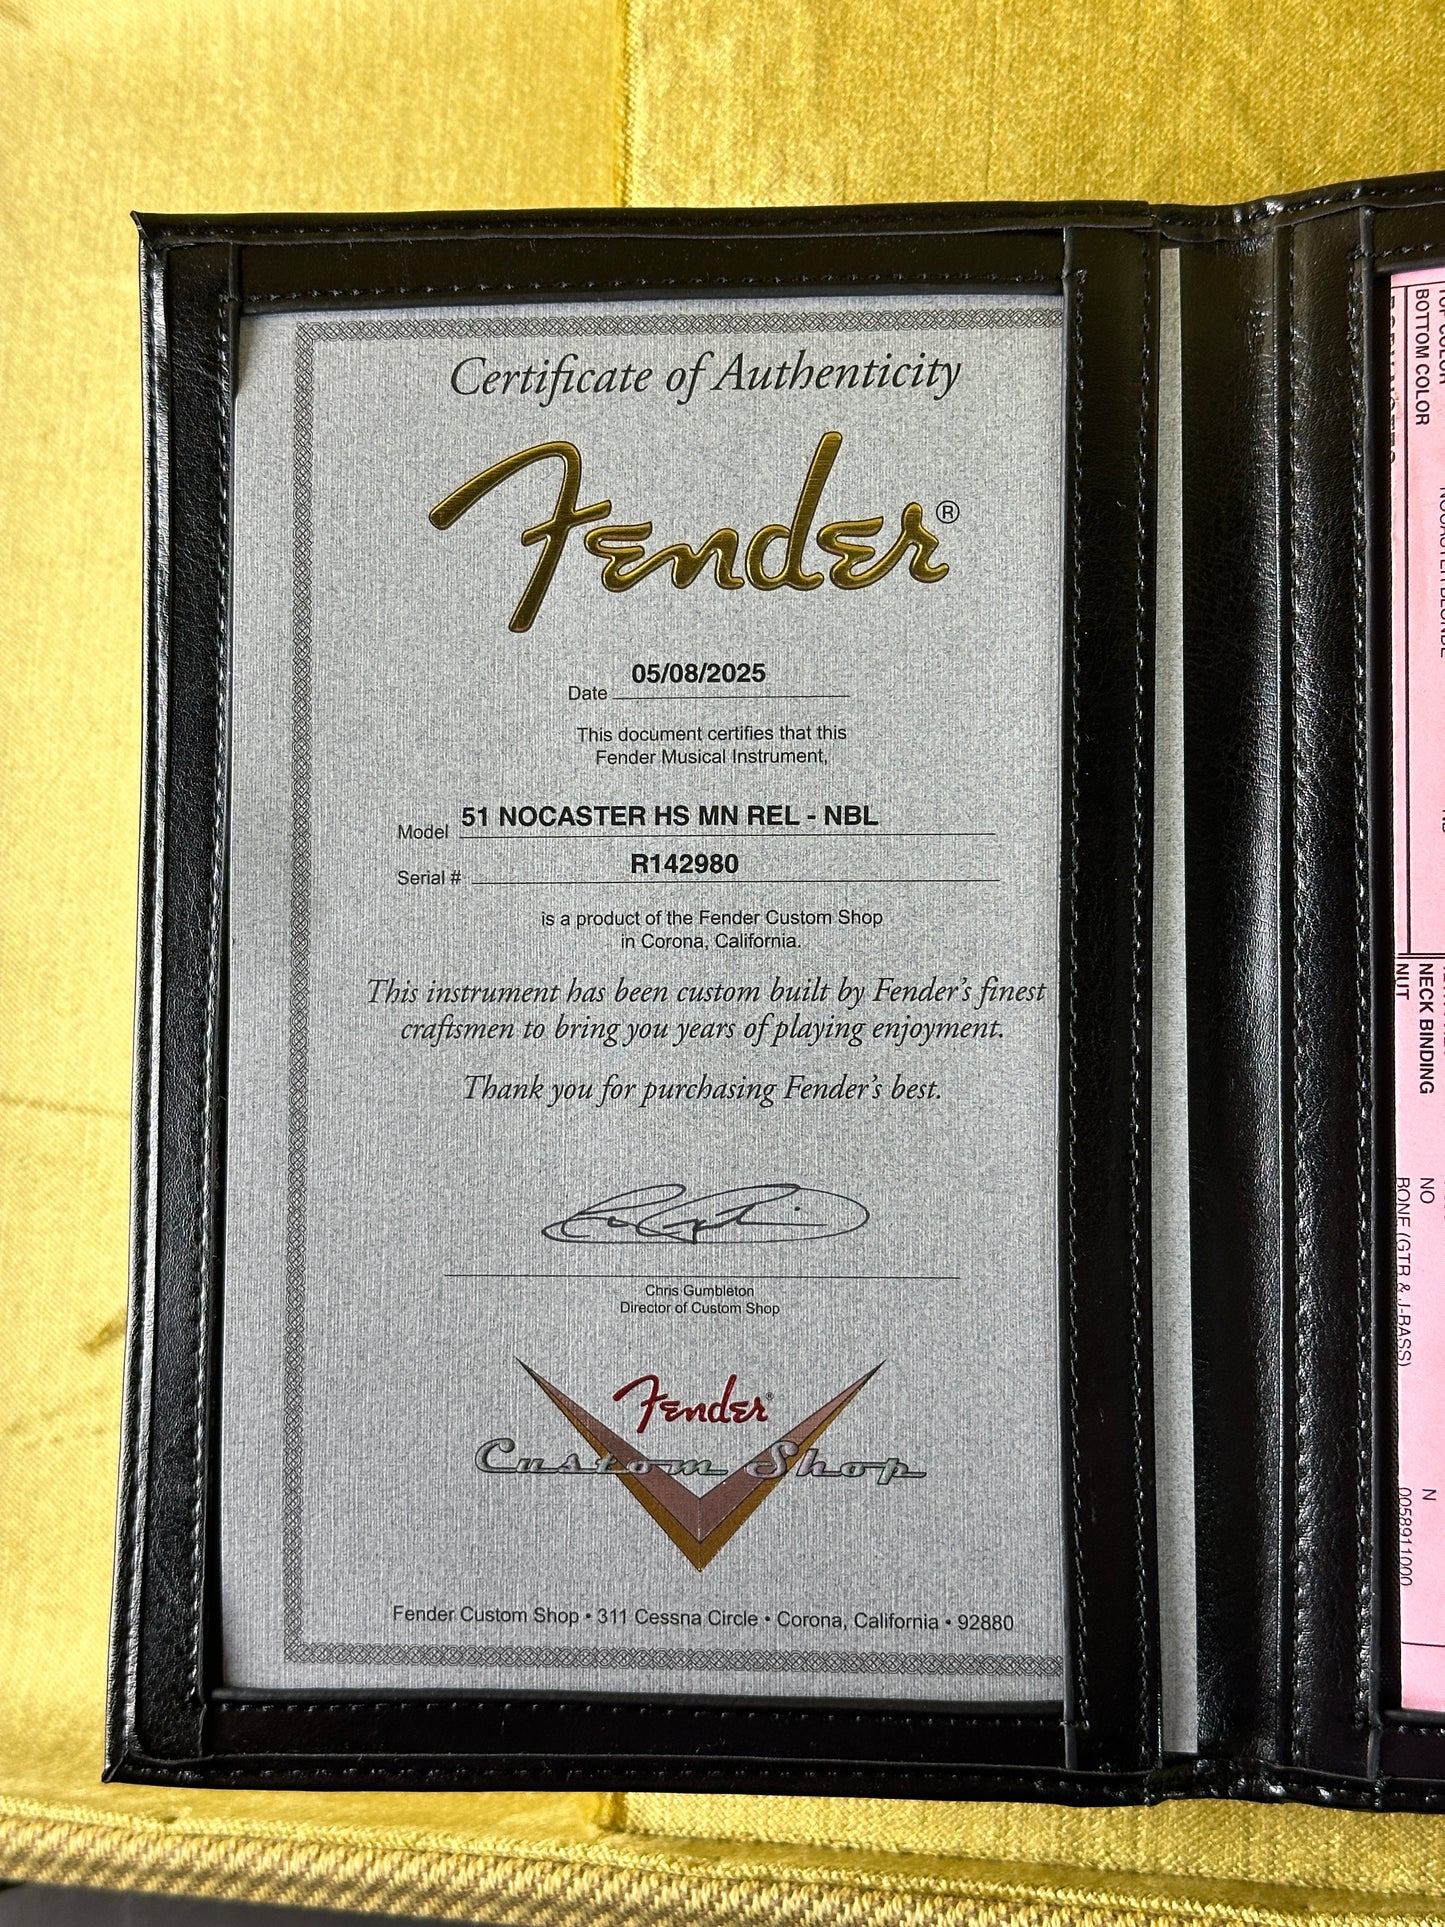 Certificate of Authenticity
Fender®
Date 05/08/2025
This document certifies that this
Fender Musical Instrument,
Model 51 NOCASTER HS MN REL - NBL
Serial # R142980
is a product of the Fender Custom Shop
in Corona, California.
This instrument has been custom built by Fender's finest
craftsmen to bring you years of playing enjoyment.
Thank you for purchasing Fender's best.
Chris Gumbleton
Director of Custom Shop
Fender®
Custom Shop
Fender Custom Shop • 311 Cessna Circle • Corona, California • 92880
BOTTOM COLOR
NECK BINDING NO N
NUT BONE (GTR & J-BASS) 0058911000